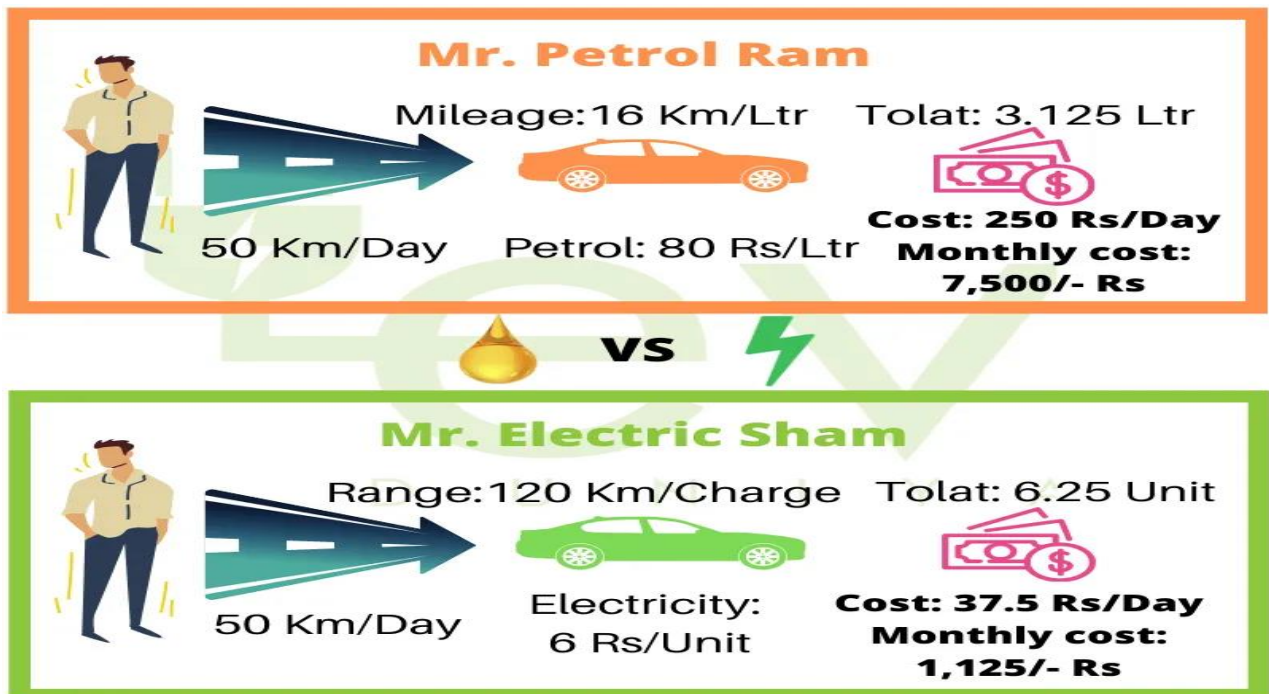 Mr. Petrol Ram
Mileage:16 Km/Ltr
Tolat: 3.125 Ltr
50 Km/Day
Petrol: 80 Rs/Ltr
Cost: 250 Rs/Day
Monthly cost:
7,500/- Rs
vs
Mr. Electric Sham
Range:120 Km/Charge
Tolat: 6.25 Unit
50 Km/Day
Electricity:
6 Rs/Unit
Cost: 37.5 Rs/Day
Monthly cost:
1,125/- Rs